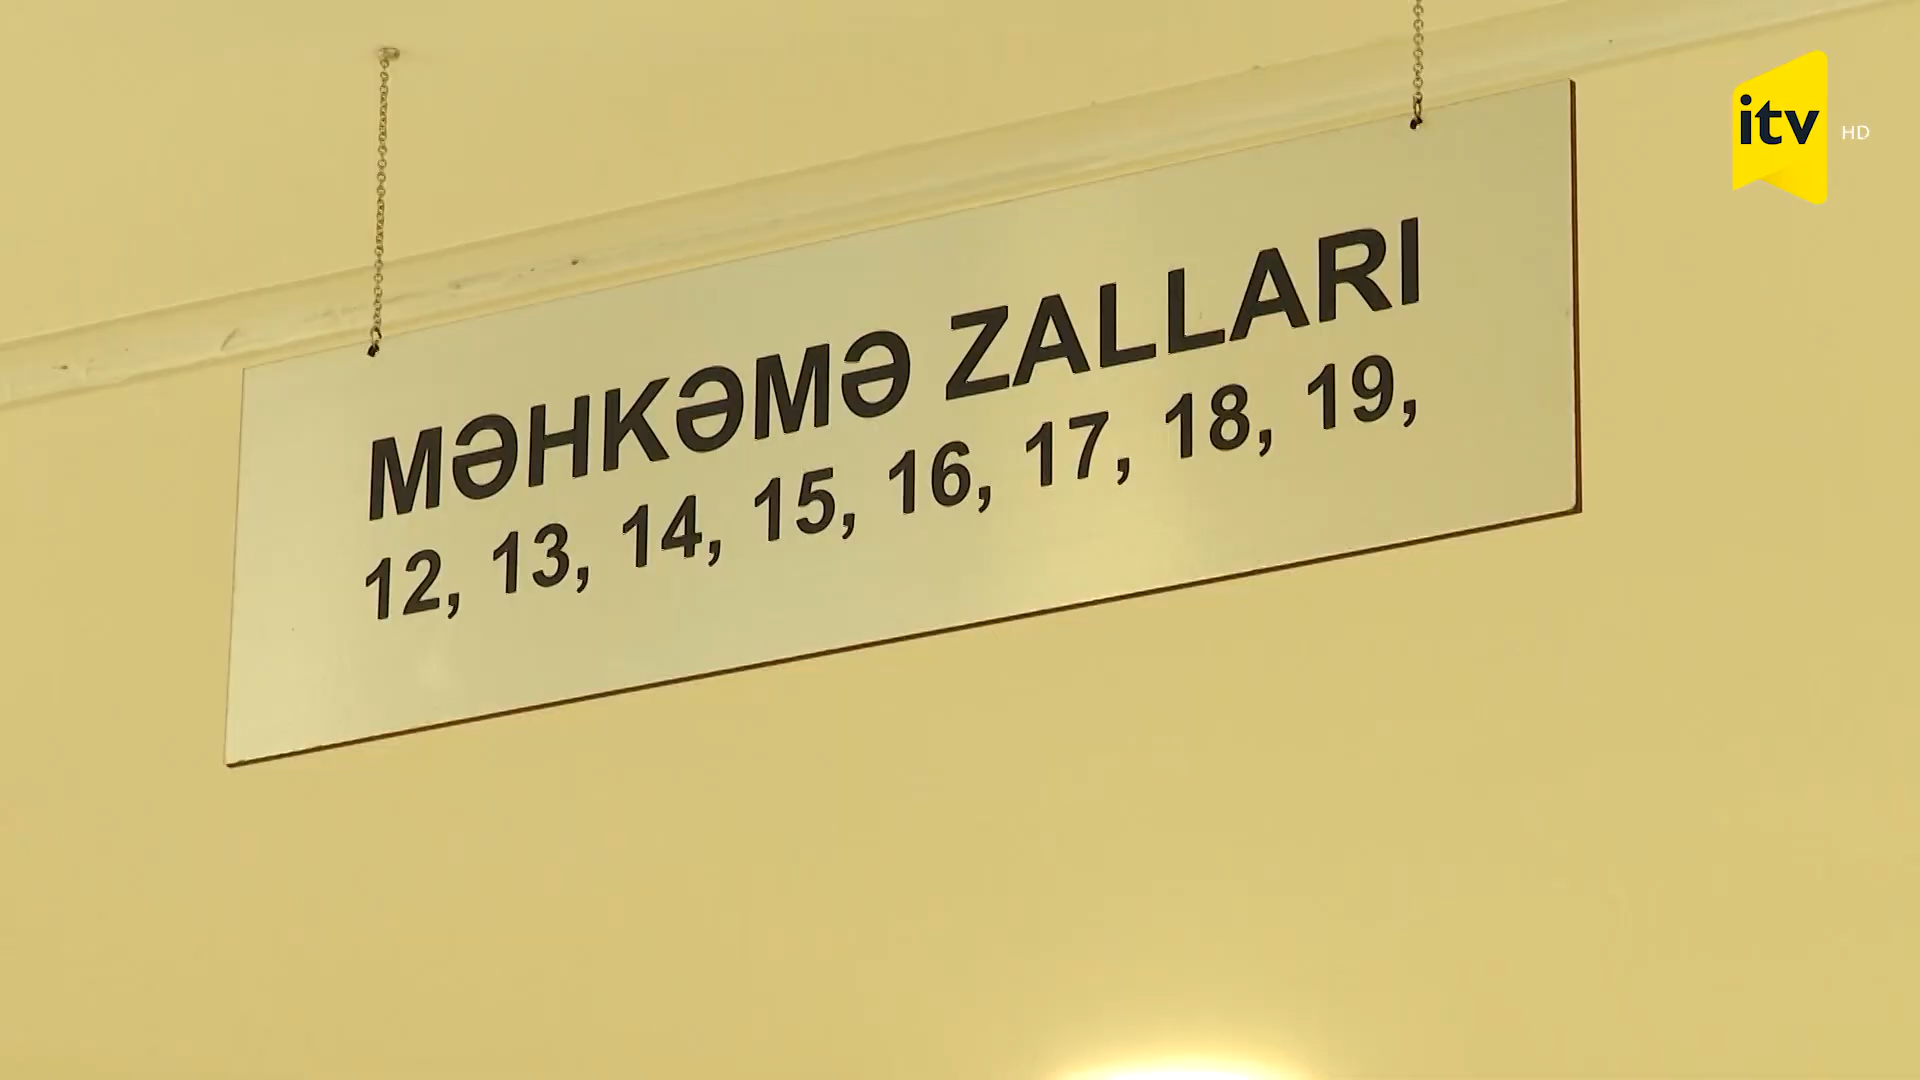 itv HD
MƏHKƏMƏ ZALLARI
12, 13, 14, 15, 16, 17, 18, 19,